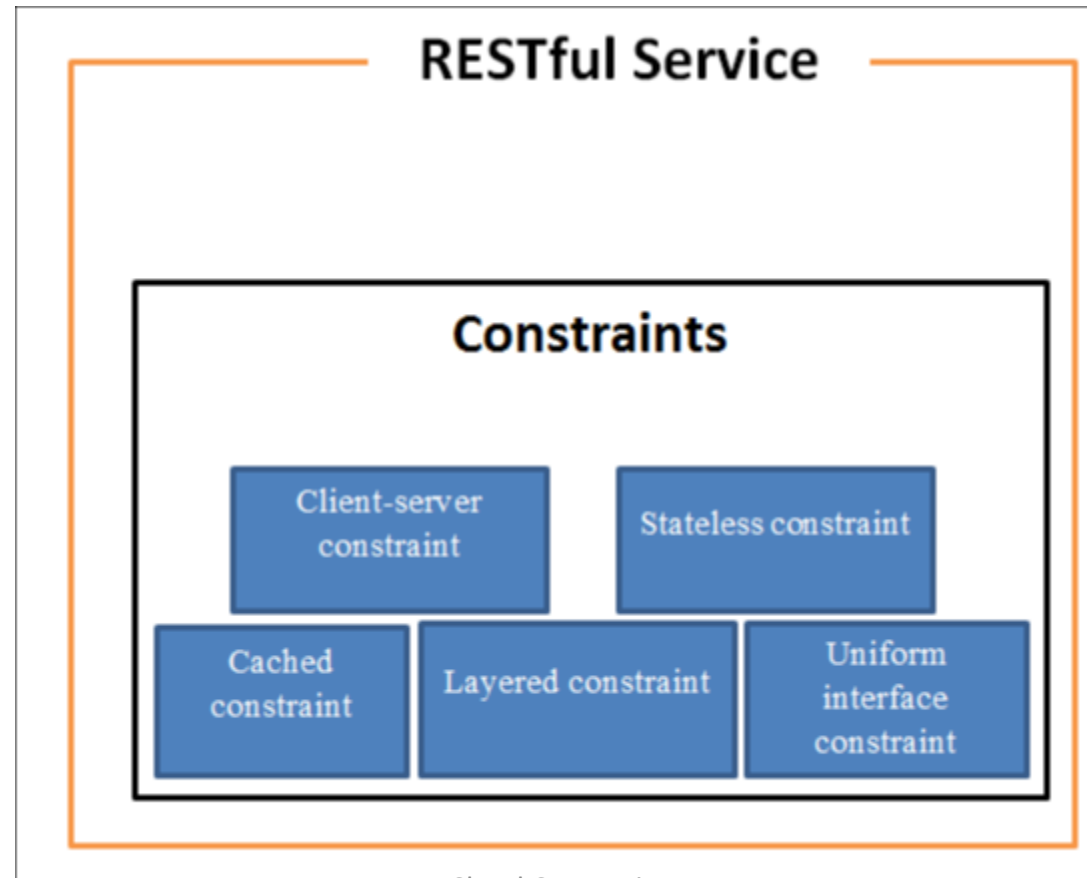 RESTful Service
Constraints
Client-server
constraint
Stateless constraint
Cached
constraint
Layered constraint
Uniform
interface
constraint